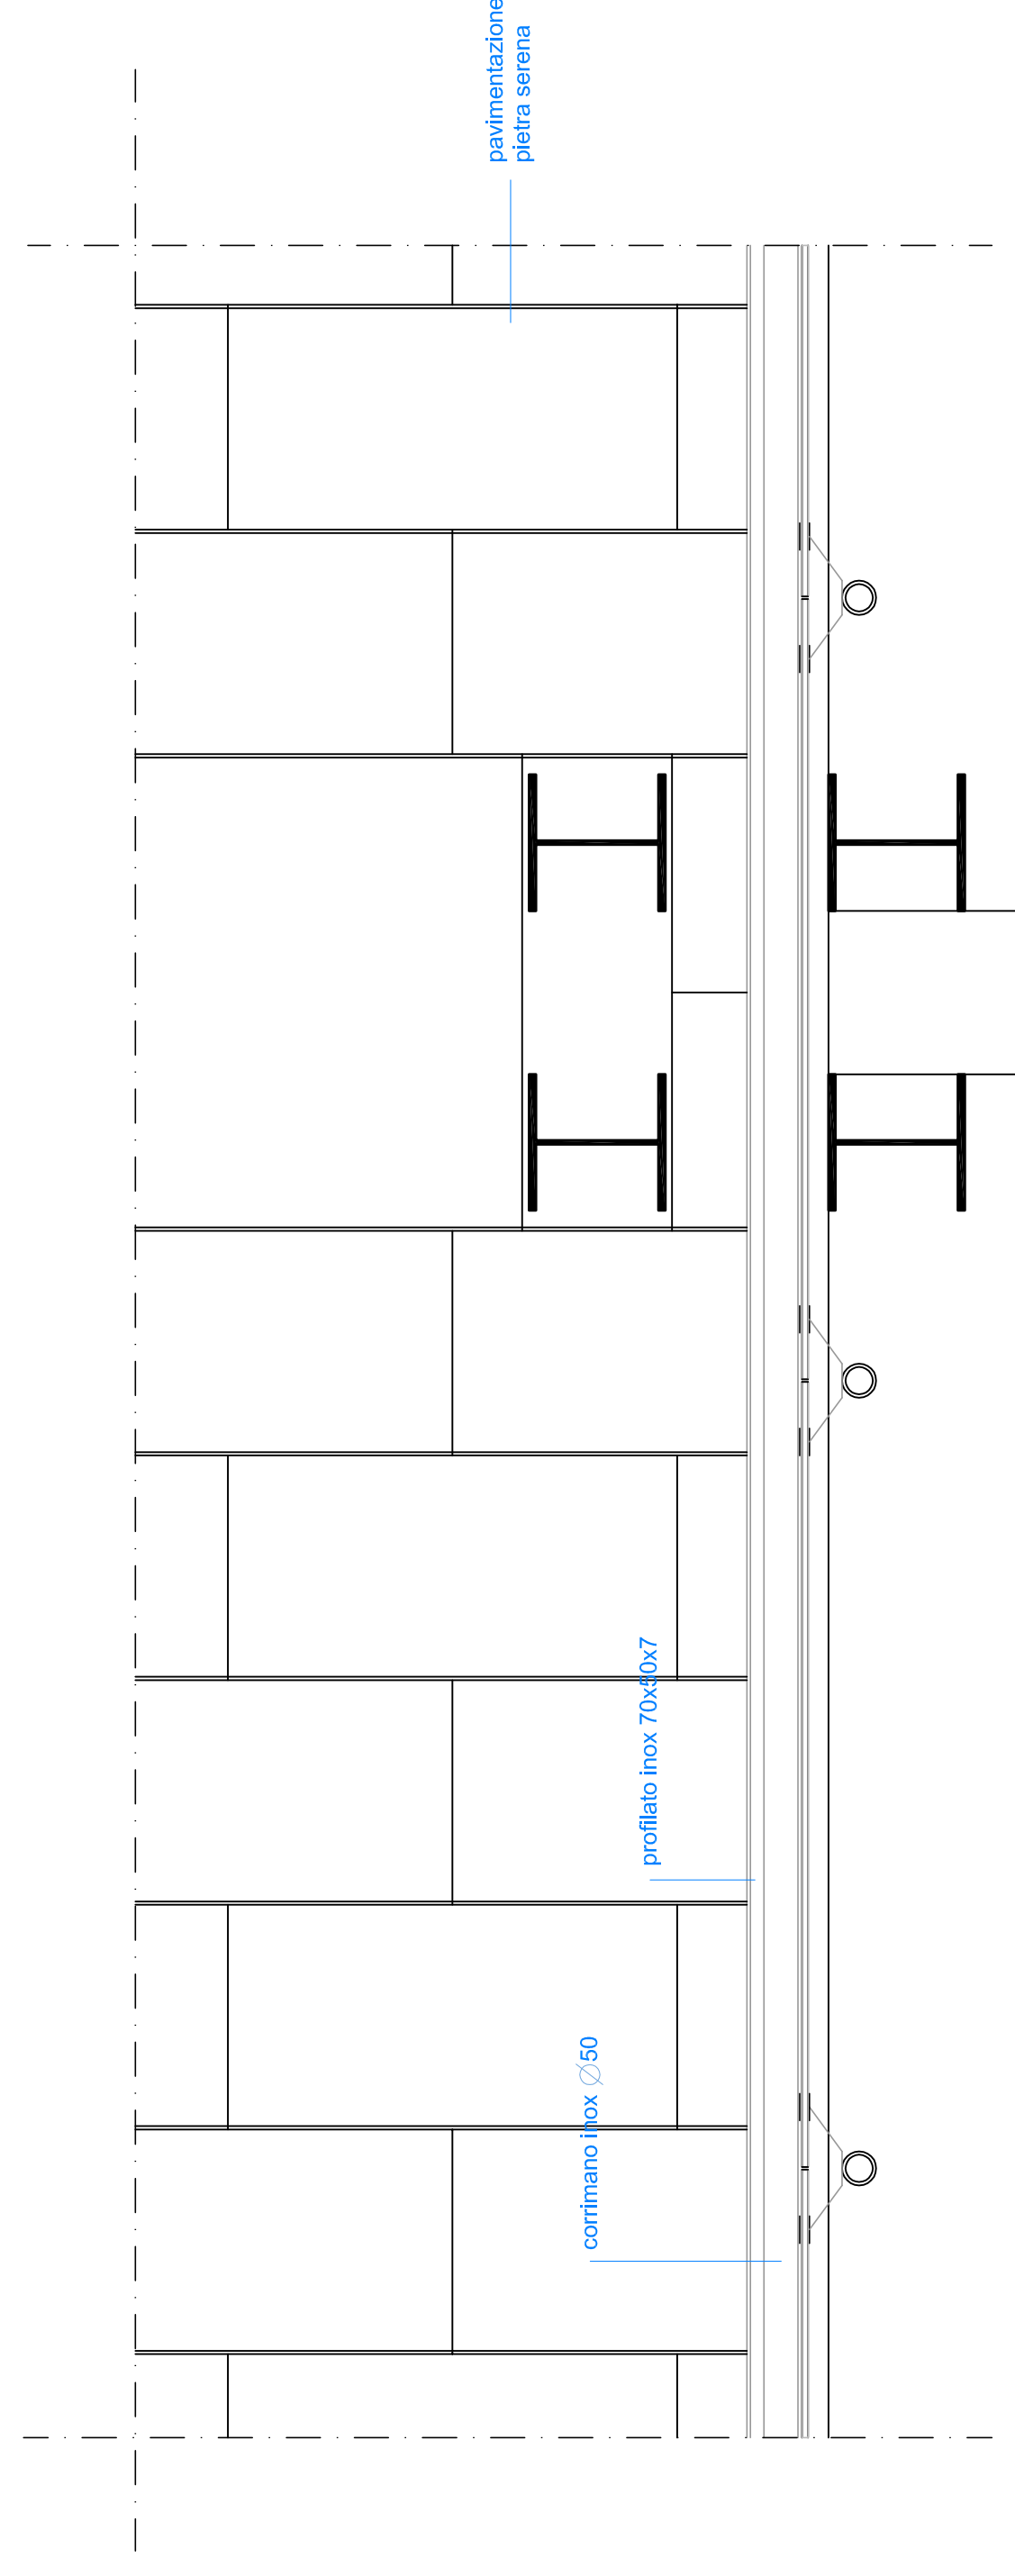 pavimentazione
pietra serena
profilato inox 70x50x7
corrimano inox ∅50